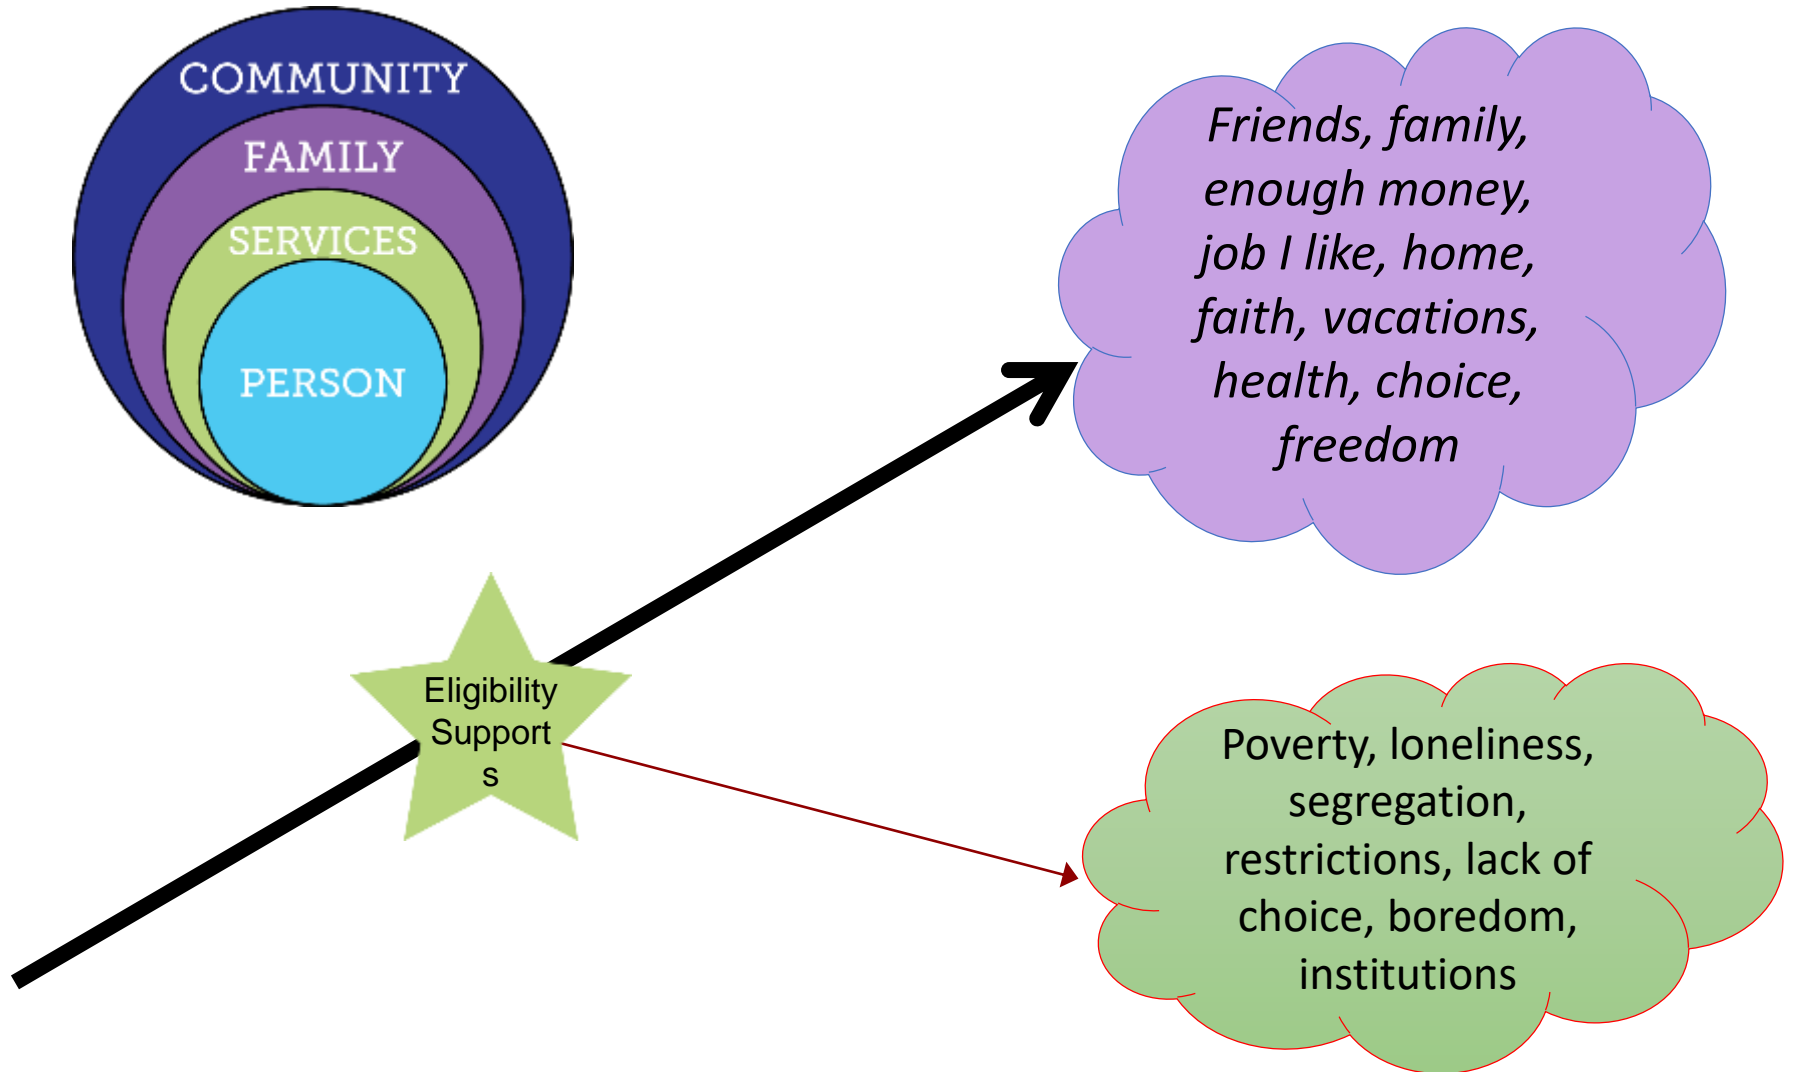 COMMUNITY
FAMILY
SERVICES
PERSON
Friends, family,
enough money,
job I like, home,
faith, vacations,
health, choice,
freedom
Eligibility
Support
s
Poverty, loneliness,
segregation,
restrictions, lack of
choice, boredom,
institutions